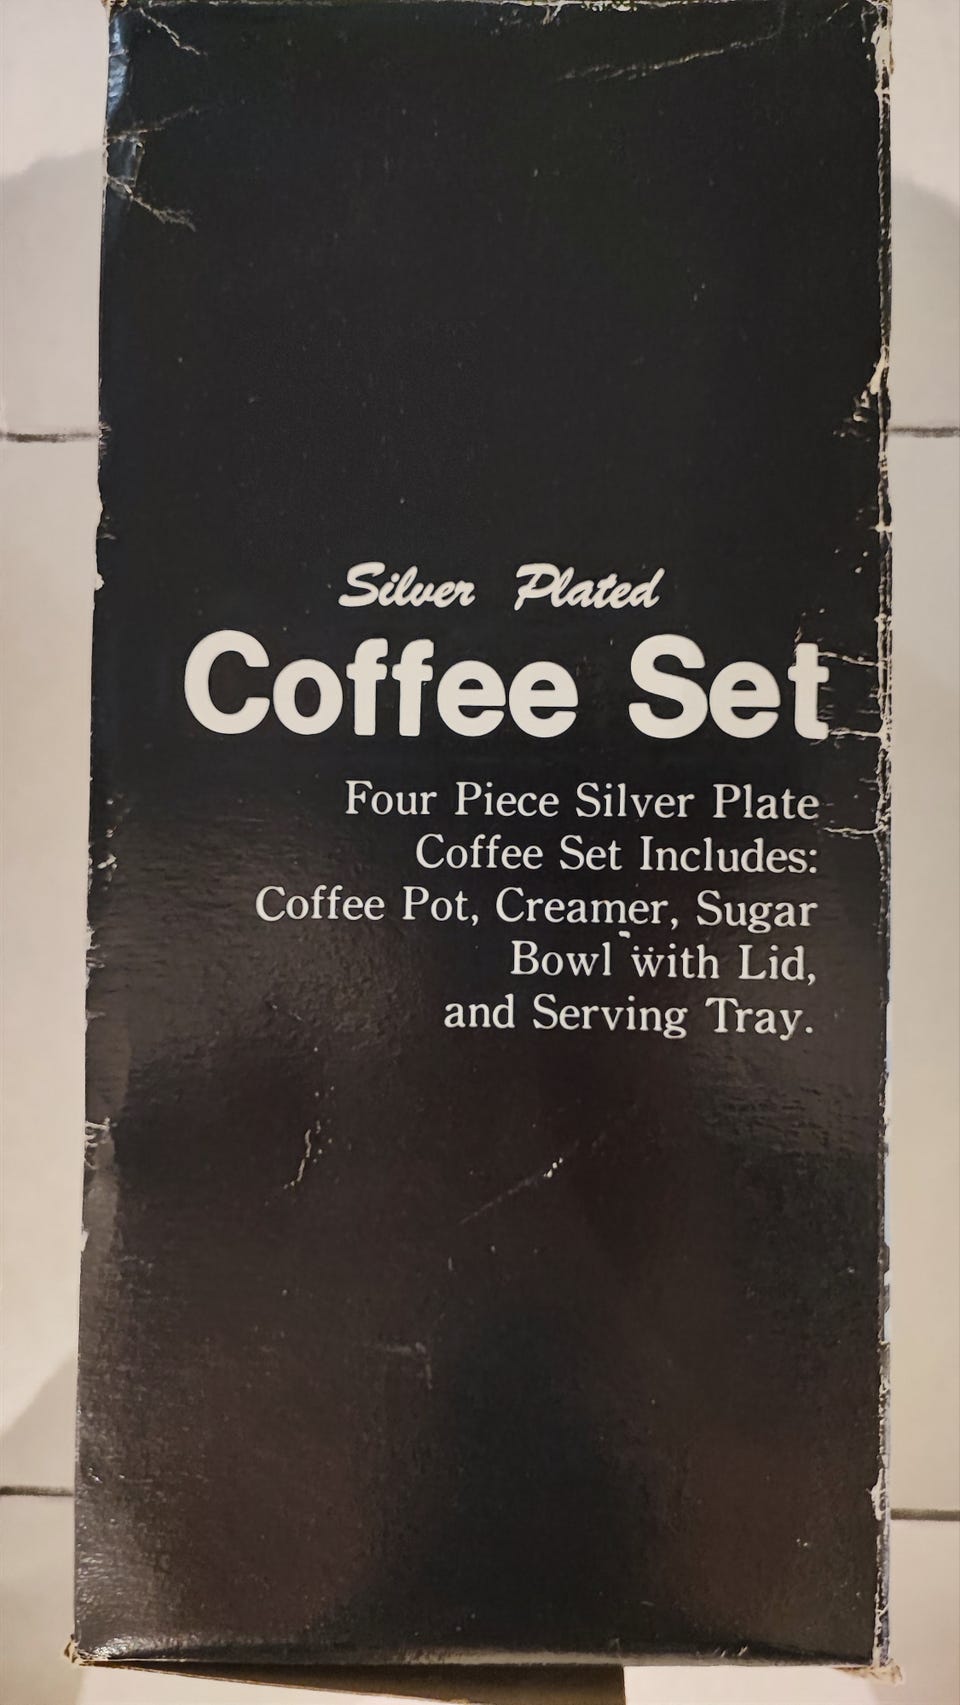 Silver Plated
Coffee Set
Four Piece Silver Plate
Coffee Set Includes:
Coffee Pot, Creamer, Sugar
Bowl with Lid,
and Serving Tray.